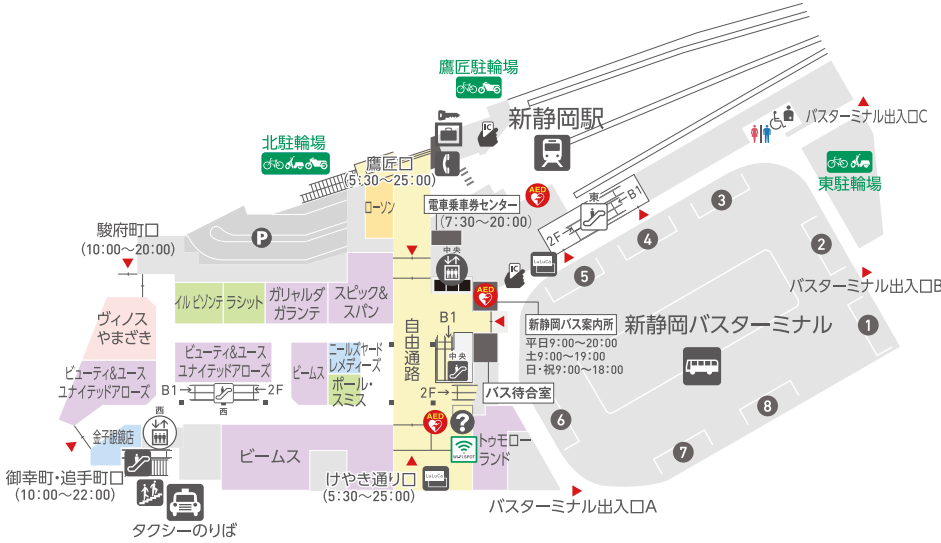 鷹匠駐輪場
新静岡駅
IC
バスターミナル出入口C
北駐輪場
鷹匠口
(5:30～25:00)
ローソン
電車乗車券センター
(7:30～20:00)
AED
東
B1
2F
東駐輪場
駿府町口
(10:00～20:00)
P
中央
IC
LuLuCa
3
4
5
2
バスターミナル出入口B
イル ビゾンテ
ラシット
ガリャルダ
ガランテ
スピック&
スパン
AED
ヴィノス
やまざき
自由通路
B1
新静岡バス案内所
平日9:00～20:00
土9:00～19:00
日・祝9:00～18:00
新静岡バスターミナル
1
ビューティ&ユース
ユナイテッドアローズ
ビューティ&ユース
ユナイテッドアローズ
B1
2F
西
ビームス
ニールズヤード
レメディーズ
ポール・
スミス
中央
2F
バス待合室
AED
?
6
8
7
西
金子眼鏡店
ビームス
Wi-Fi SPOT
トゥモロー
ランド
御幸町・追手町口
(10:00～22:00)
けやき通り口
(5:30～25:00)
LuLuCa
バスターミナル出入口A
タクシーのりば